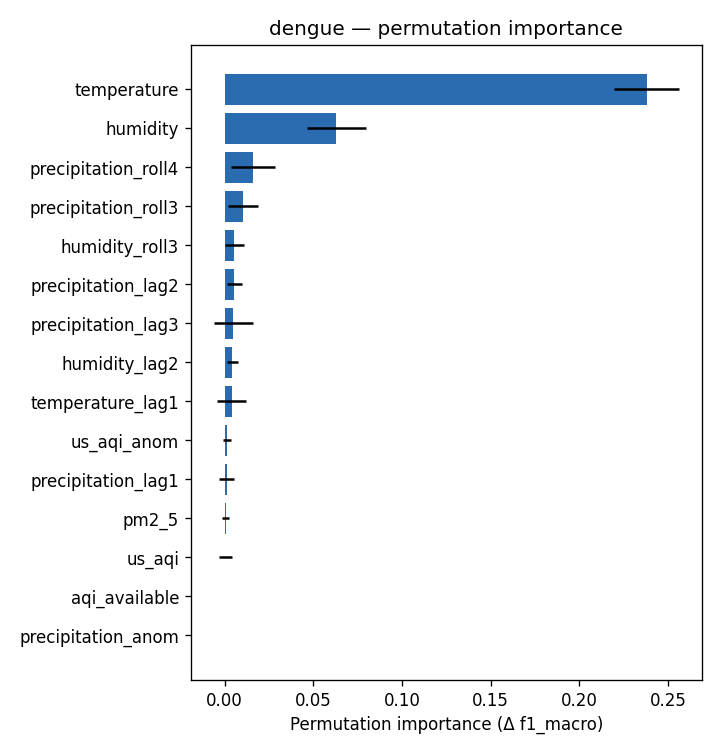 dengue — permutation importance
temperature
humidity
precipitation_roll4
precipitation_roll3
humidity_roll3
precipitation_lag2
precipitation_lag3
humidity_lag2
temperature_lag1
us_aqi_anom
precipitation_lag1
pm2_5
us_aqi
aqi_available
precipitation_anom
0.00 0.05 0.10 0.15 0.20 0.25
Permutation importance (Δ f1_macro)